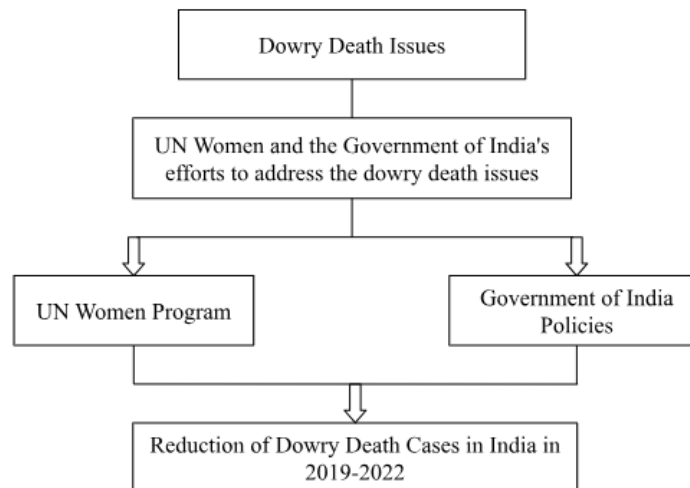 Dowry Death Issues
UN Women and the Government of India's
efforts to address the dowry death issues
UN Women Program
Government of India
Policies
Reduction of Dowry Death Cases in India in
2019-2022